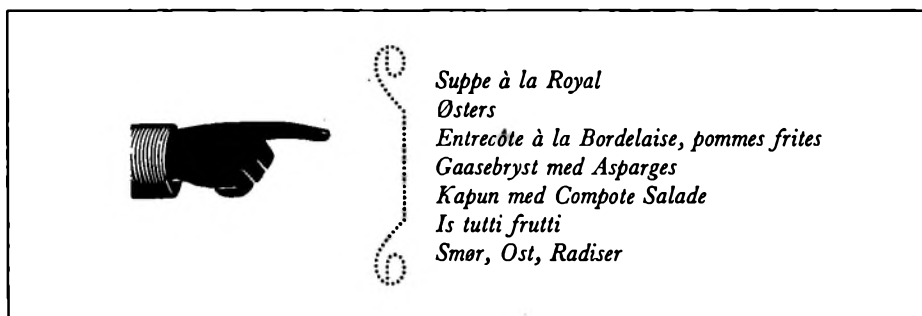 Suppe à la Royal
Østers
Entrecôte à la Bordelaise, pommes frites
Gaasebryst med Asparges
Kapun med Compote Salade
Is tutti frutti
Smør, Ost, Radiser